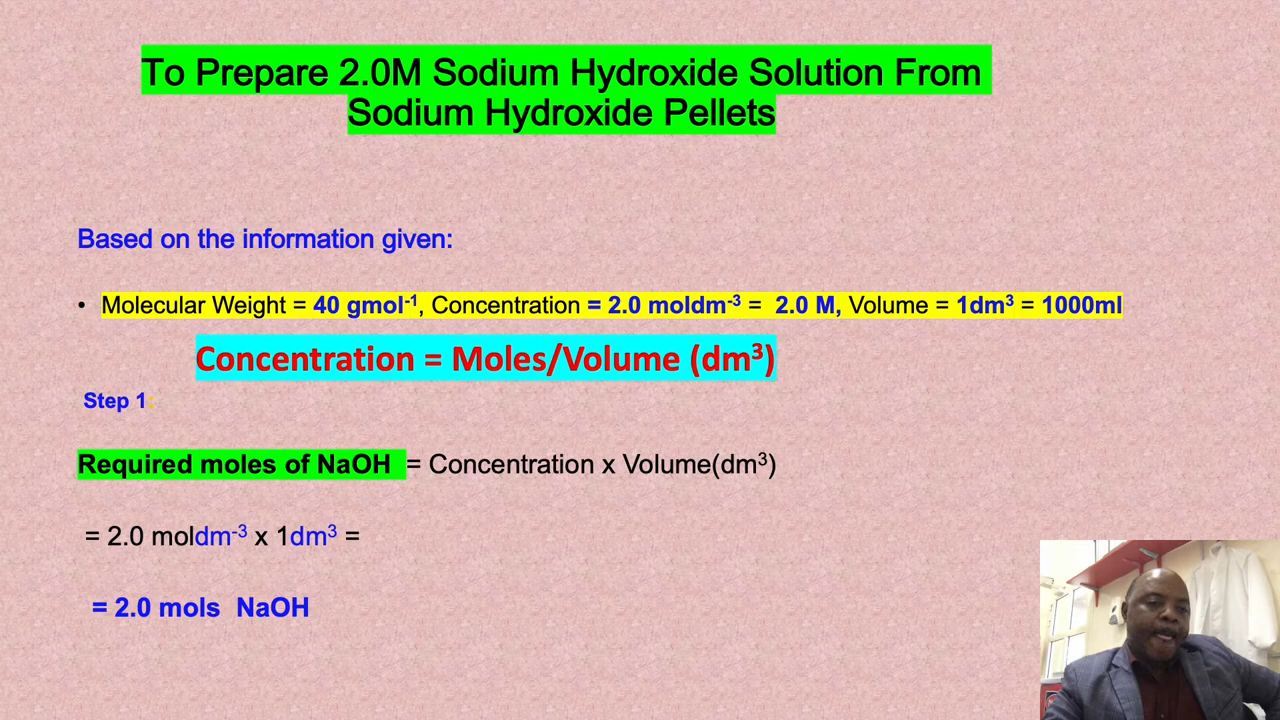 To Prepare 2.0M Sodium Hydroxide Solution From
Sodium Hydroxide Pellets
Based on the information given:
• Molecular Weight = 40 gmol⁻¹, Concentration = 2.0 moldm⁻³ = 2.0 M, Volume = 1dm³ = 1000ml
Concentration = Moles/Volume (dm³)
Step 1
Required moles of NaOH = Concentration x Volume(dm³)
= 2.0 moldm⁻³ x 1dm³ =
= 2.0 mols NaOH